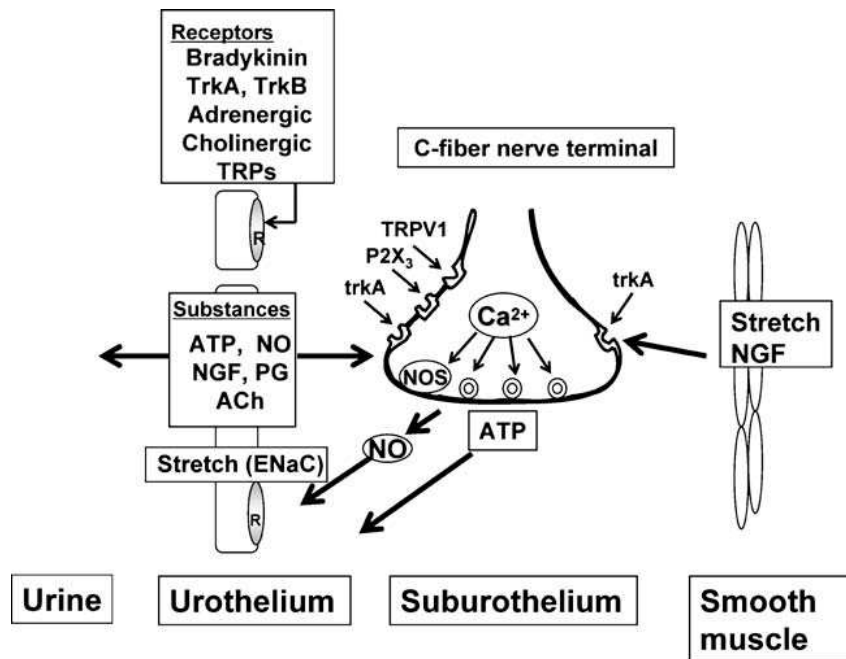 Receptors
Bradykinin
TrkA, TrkB
Adrenergic
Cholinergic
TRPs
R
C-fiber nerve terminal
TRPV1
P2X₃
trkA
Ca²⁺
NOS
trkA
Stretch
NGF
Substances
ATP, NO
NGF, PG
ACh
Stretch (ENaC)
R
NO
ATP
Urine
Urothelium
Suburothelium
Smooth
muscle